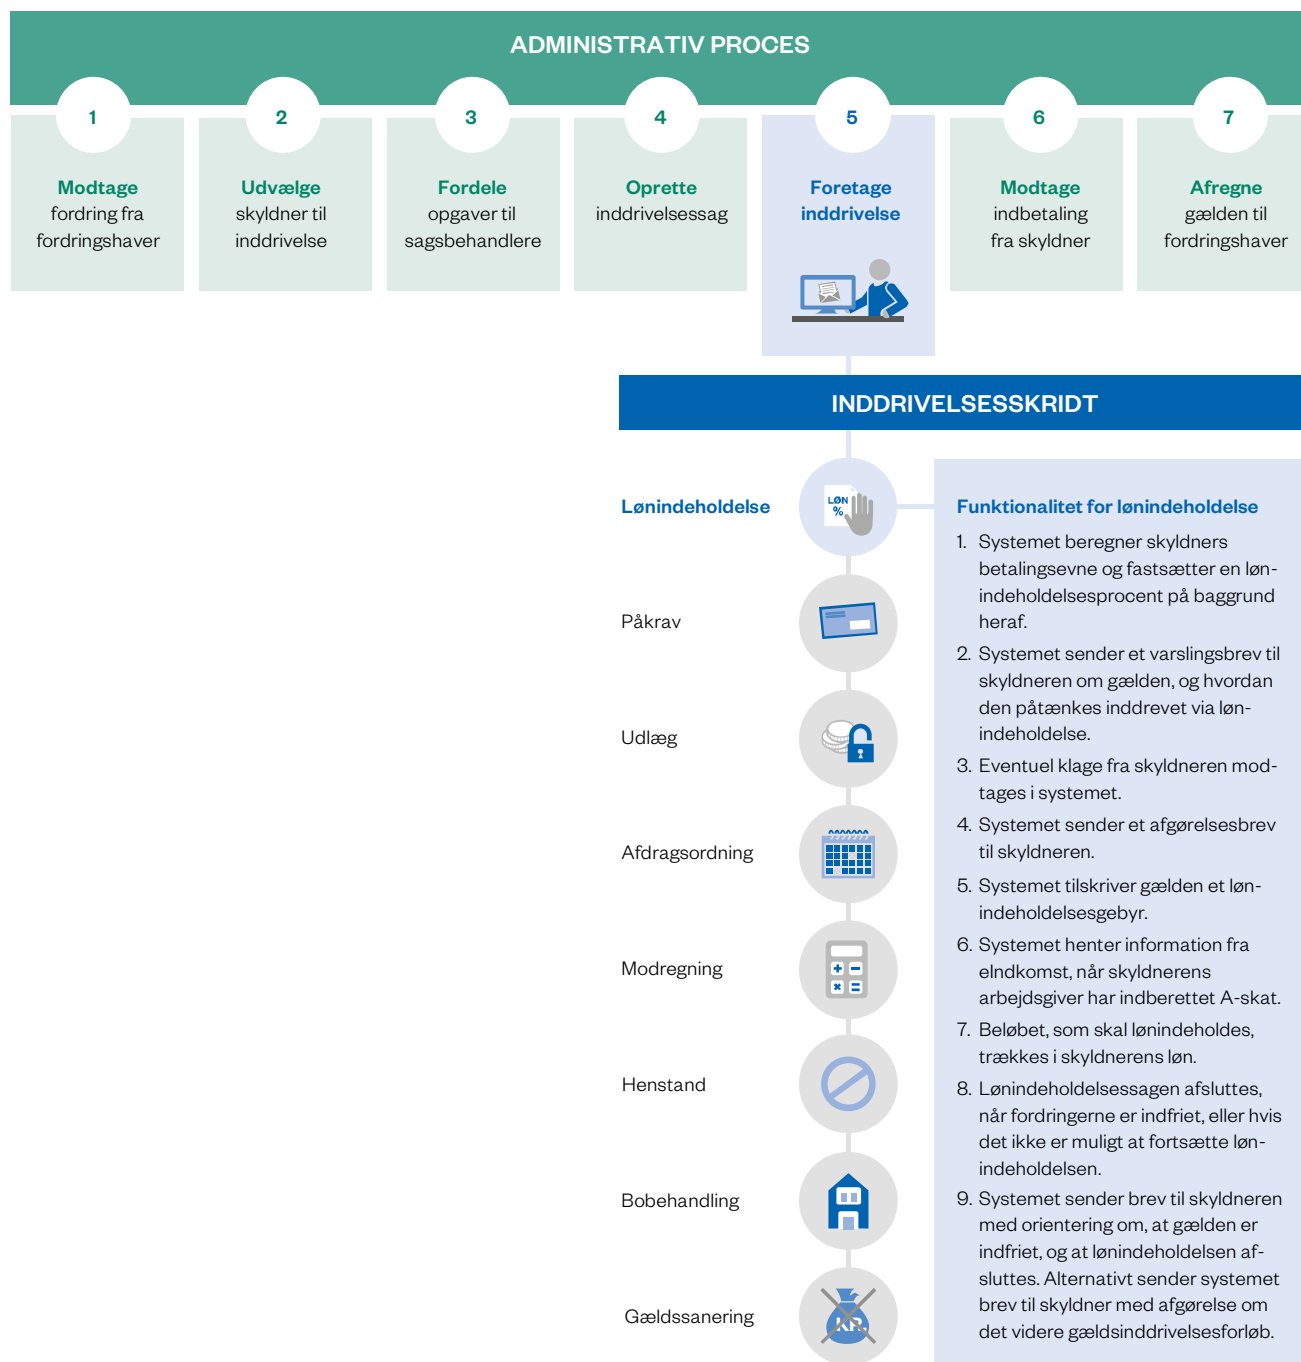 ADMINISTRATIV PROCES
1
Modtage
fordring fra
fordringshaver
2
Udvælge
skyldner til
inddrivelse
3
Fordele
opgaver til
sagsbehandlere
4
Oprette
inddrivelsessag
5
Foretage
inddrivelse
6
Modtage
indbetaling
fra skyldner
7
Afregne
gælden til
fordringshaver
INDDRIVELSESSKRIDT
Lønindeholdelse
LØN
%
Påkrav
Udlæg
Afdragsordning
Modregning
Henstand
Bobehandling
Gældssanering
KR.
Funktionalitet for lønindeholdelse
1. Systemet beregner skyldners
betalingsevne og fastsætter en løn-
indeholdelsesprocent på baggrund
heraf.
2. Systemet sender et varslingsbrev til
skyldneren om gælden, og hvordan
den påtænkes inddrevet via løn-
indeholdelse.
3. Eventuel klage fra skyldneren mod-
tages i systemet.
4. Systemet sender et afgørelsesbrev
til skyldneren.
5. Systemet tilskriver gælden et løn-
indeholdelsesgebyr.
6. Systemet henter information fra
eIndkomst, når skyldnerens
arbejdsgiver har indberettet A-skat.
7. Beløbet, som skal lønindeholdes,
trækkes i skyldnerens løn.
8. Lønindeholdelsessagen afsluttes,
når fordringerne er indfriet, eller hvis
det ikke er muligt at fortsætte løn-
indeholdelsen.
9. Systemet sender brev til skyldneren
med orientering om, at gælden er
indfriet, og at lønindeholdelsen af-
sluttes. Alternativt sender systemet
brev til skyldner med afgørelse om
det videre gældsinddrivelsesforløb.